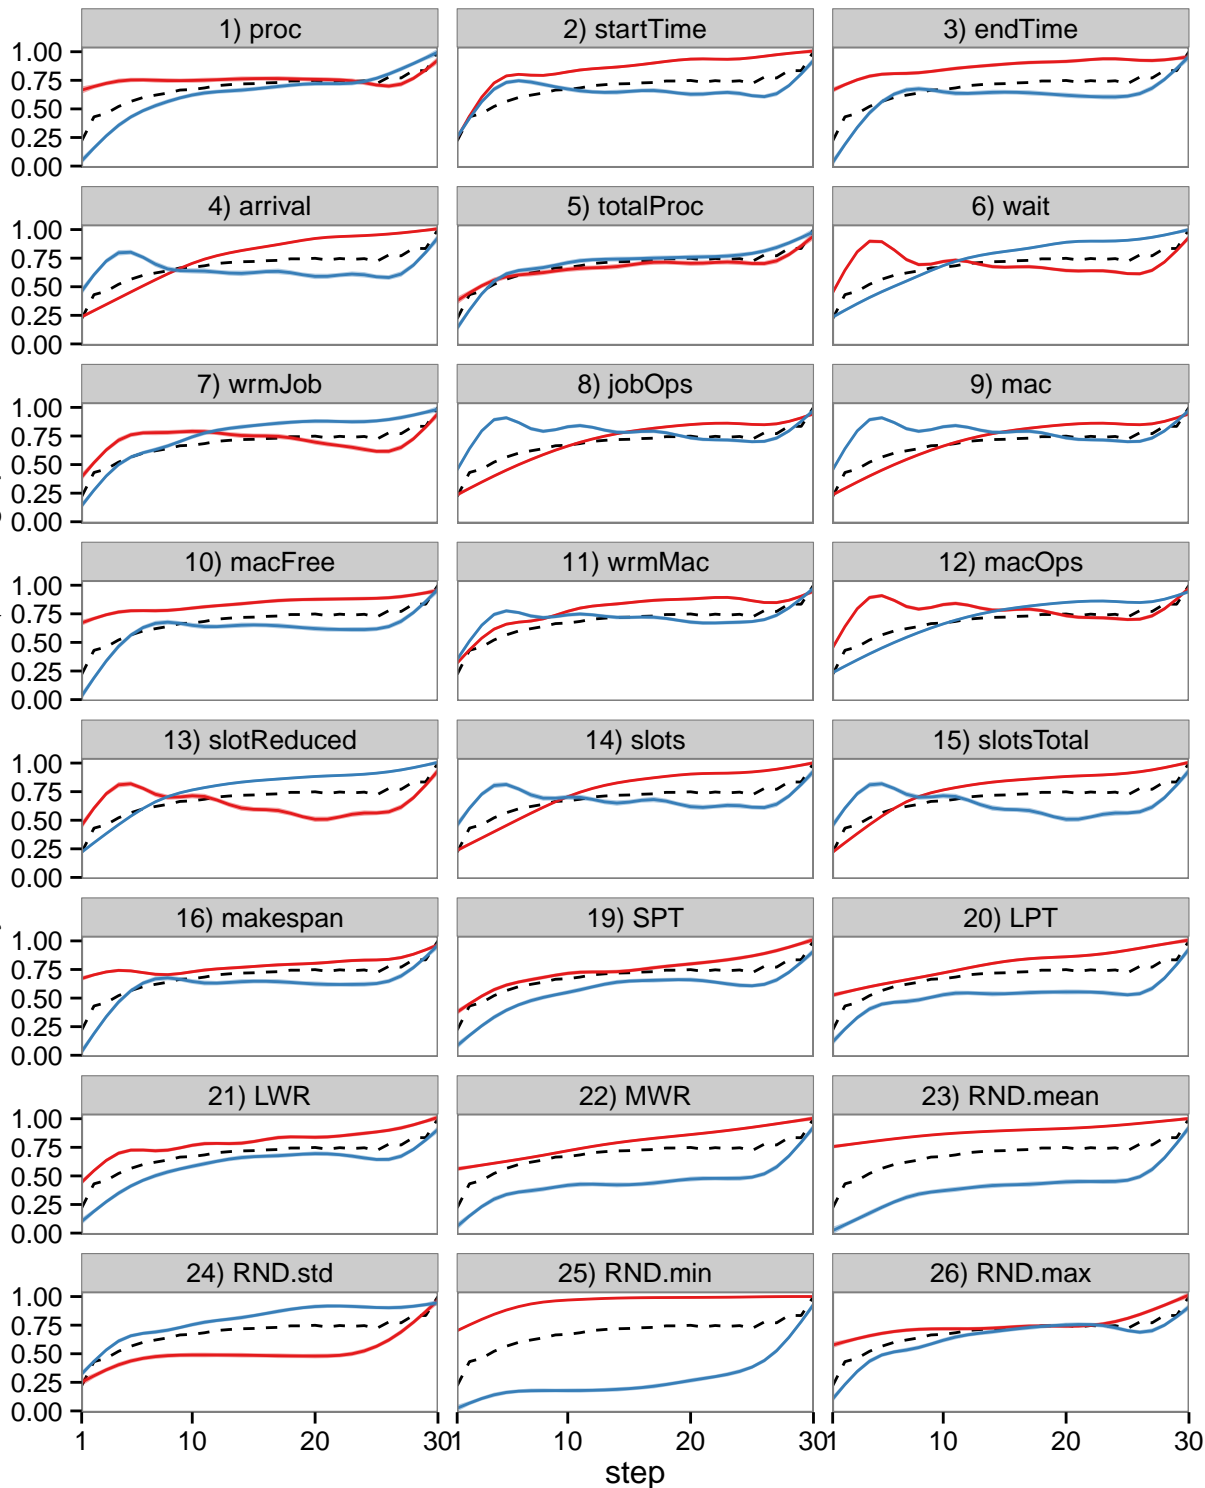 1) proc
2) startTime
3) endTime
1.00
0.75
0.50
0.25
0.00
4) arrival
5) totalProc
6) wait
1.00
0.75
0.50
0.25
0.00
7) wrmJob
8) jobOps
9) mac
1.00
0.75
0.50
0.25
0.00
10) macFree
11) wrmMac
12) macOps
1.00
0.75
0.50
0.25
0.00
13) slotReduced
14) slots
15) slotsTotal
1.00
0.75
0.50
0.25
0.00
16) makespan
19) SPT
20) LPT
1.00
0.75
0.50
0.25
0.00
21) LWR
22) MWR
23) RND.mean
1.00
0.75
0.50
0.25
0.00
24) RND.std
25) RND.min
26) RND.max
1.00
0.75
0.50
0.25
0.00
1 10 20 30 1 10 20 30 1 10 20 30
step